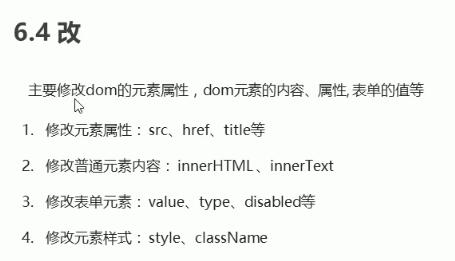 6.4 改
主要修改dom的元素属性，dom元素的内容、属性, 表单的值等
1. 修改元素属性：src、href、title等
2. 修改普通元素内容：innerHTML、innerText
3. 修改表单元素：value、type、disabled等
4. 修改元素样式：style、className